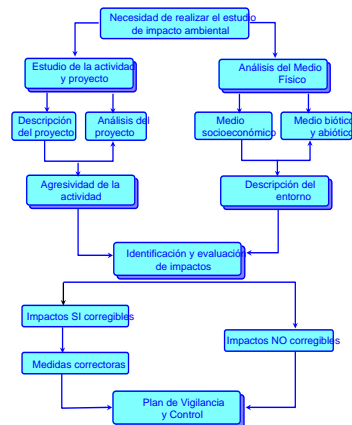 Necesidad de realizar el estudio
de impacto ambiental
Estudio de la actividad
y proyecto
Análisis del Medio
Físico
Descripción
del proyecto
Análisis del
proyecto
Medio
socioeconómico
Medio biótico
y abiótico
Agresividad de la
actividad
Descripción del
entorno
Identificación y evaluación
de impactos
Impactos SI corregibles
Impactos NO corregibles
Medidas correctoras
Plan de Vigilancia
y Control